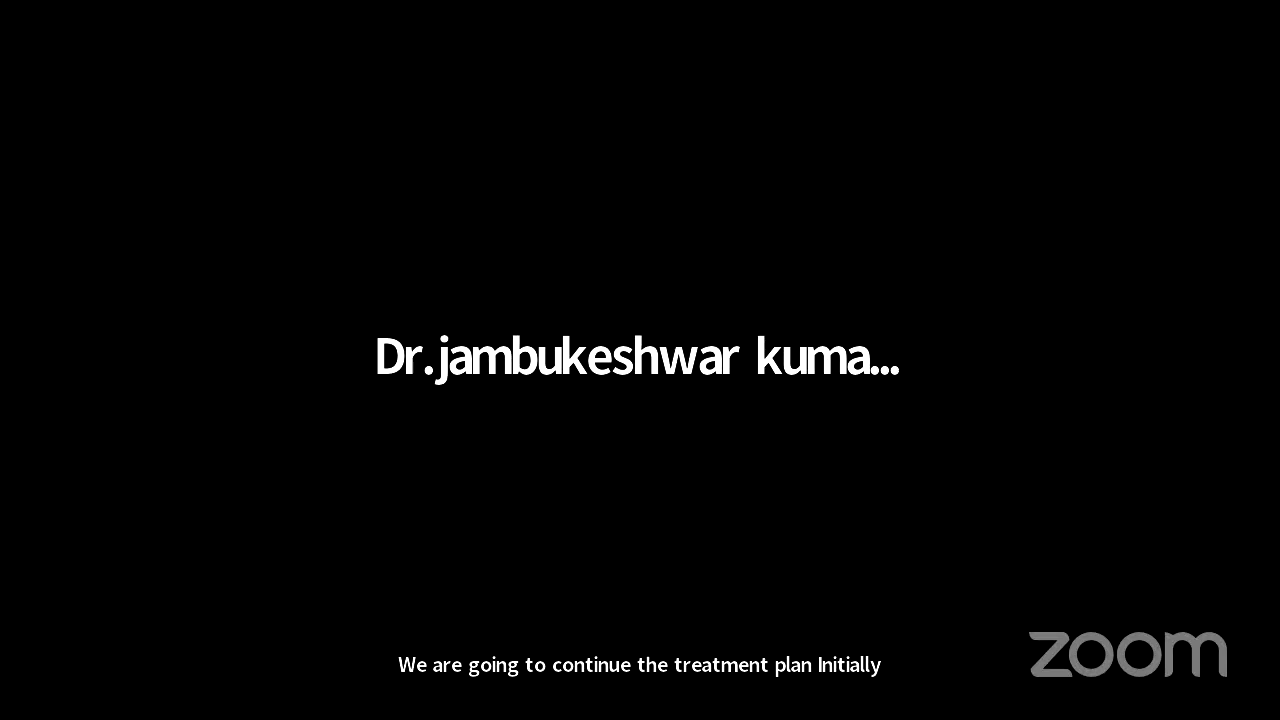 Dr.jambukeshwar kuma...
We are going to continue the treatment plan Initially
zoom